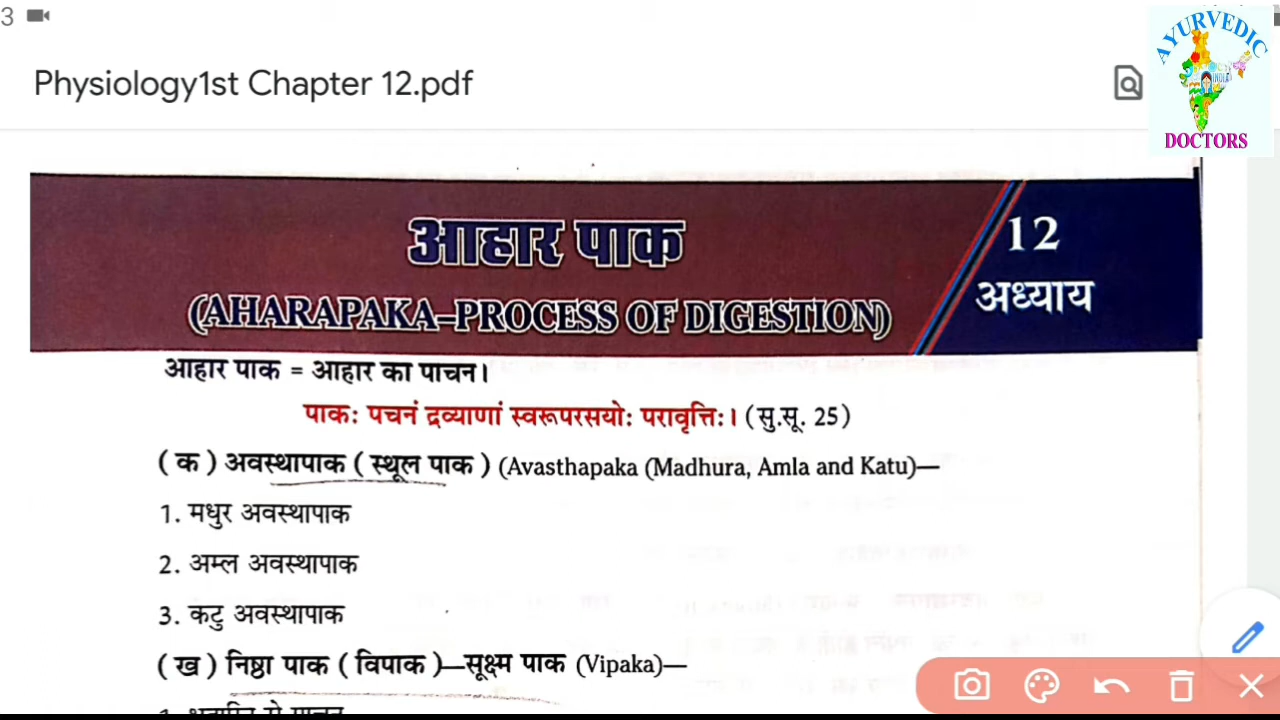 3
Physiology1st Chapter 12.pdf
AYURVEDIC
DOCTORS
आहार पाक
12
(AHARAPAKA–PROCESS OF DIGESTION)
अध्याय
आहार पाक = आहार का पाचन।
पाकः पचनं द्रव्याणां स्वरूपरसयोः परावृत्तिः। (सु.सू. 25)
(क) अवस्थापाक (स्थूल पाक) (Avasthapaka (Madhura, Amla and Katu)—
1. मधुर अवस्थापाक
2. अम्ल अवस्थापाक
3. कटु अवस्थापाक
(ख) निष्ठा पाक (विपाक)—सूक्ष्म पाक (Vipaka)—